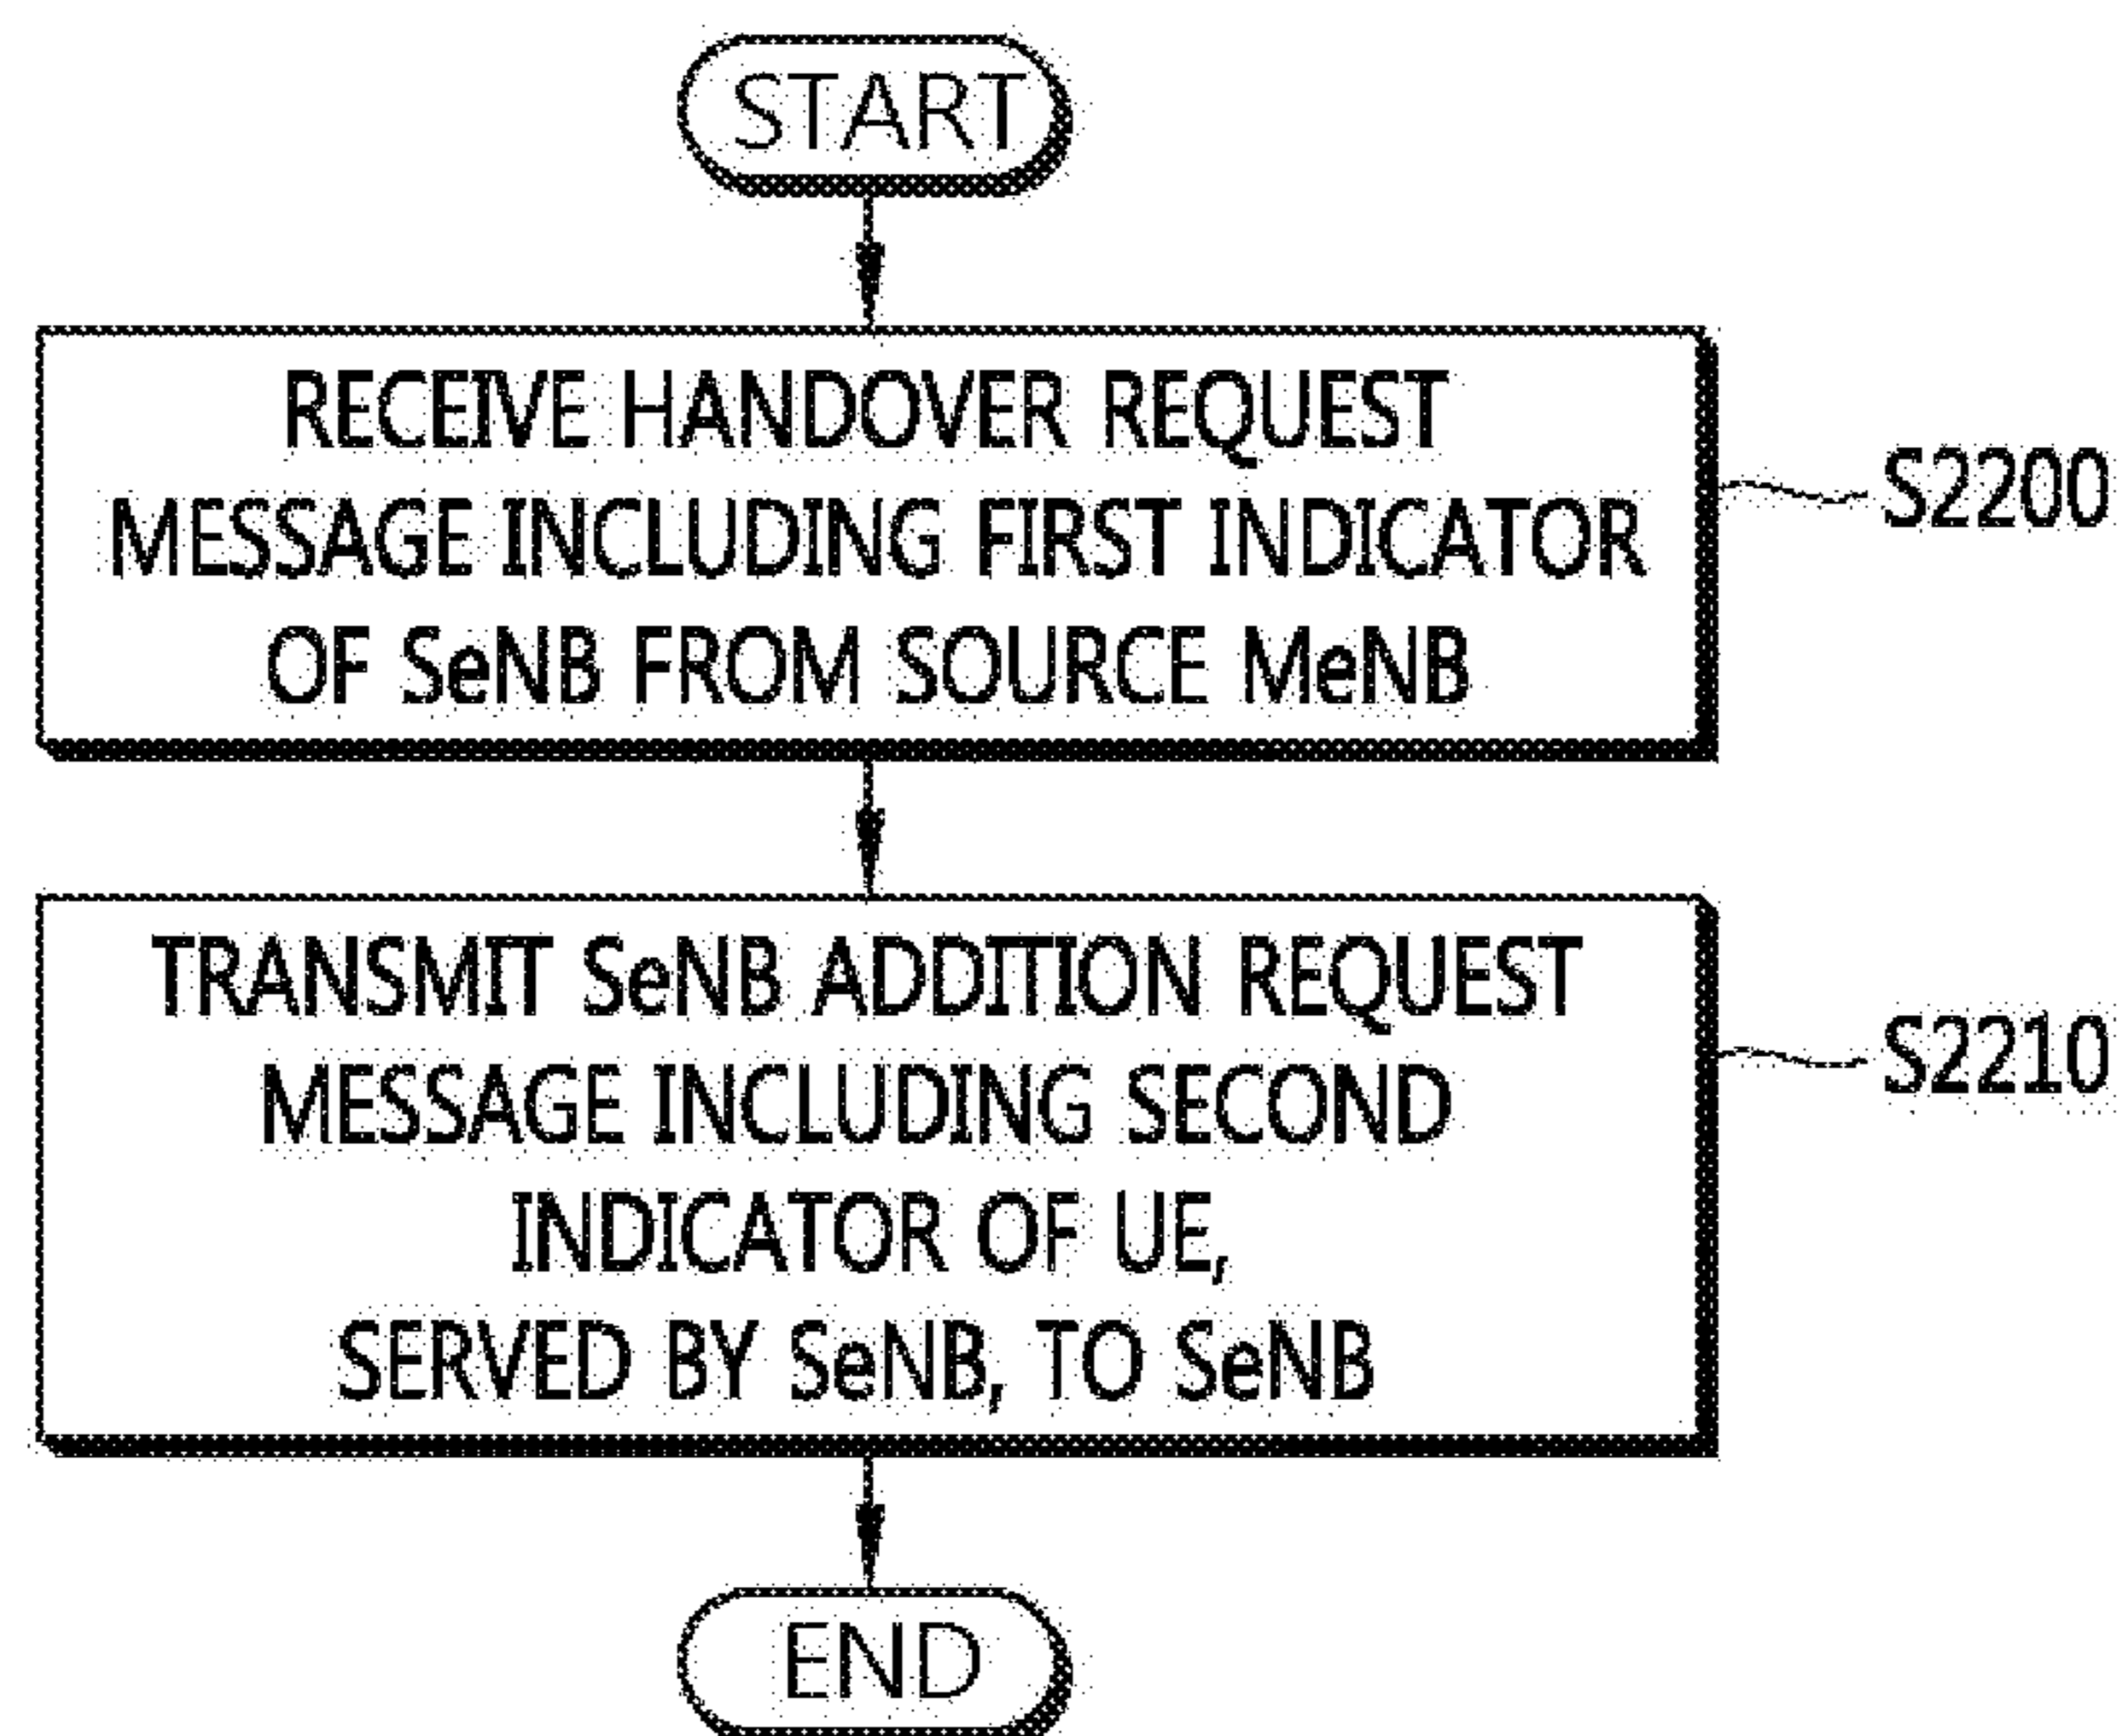 START
RECEIVE HANDOVER REQUEST
MESSAGE INCLUDING FIRST INDICATOR
OF SeNB FROM SOURCE MeNB
S2200
TRANSMIT SeNB ADDITION REQUEST
MESSAGE INCLUDING SECOND
INDICATOR OF UE,
SERVED BY SeNB, TO SeNB
S2210
END